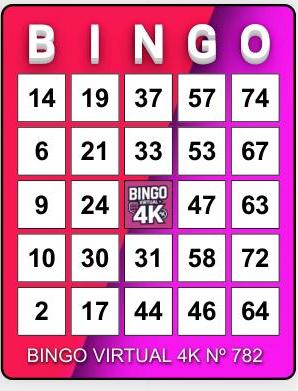 B I N G O
14 19 37 57 74
6 21 33 53 67
9 24 BINGO VIRTUAL 4K 47 63
10 30 31 58 72
2 17 44 46 64
BINGO VIRTUAL 4K Nº 782